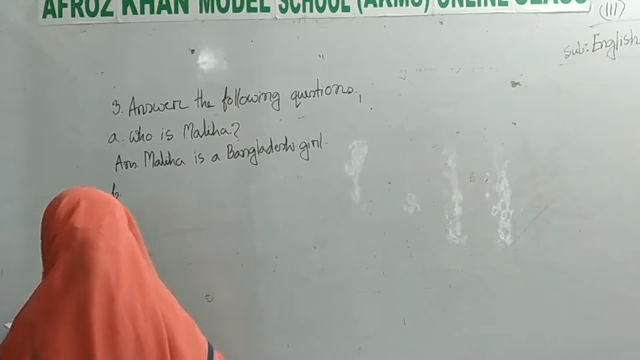 AFROZ KHAN MODEL SCHOOL (AKMS) ONLINE CLASS
(III)
Sub: English
3. Answer the following questions.
a. Who is Maliha?
Ans. Maliha is a Bangladeshi girl.
b.